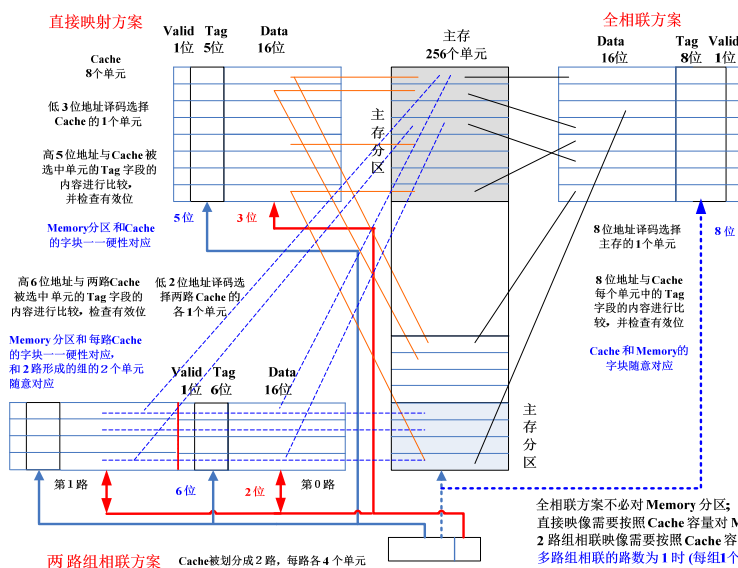 直接映射方案
全相联方案
Valid Tag Data
1位 5位 16位
主存
256个单元
Data Tag Valid
16位 8位 1位
Cache
8个单元
低3位地址译码选择
Cache的1个单元
高5位地址与Cache被
选中单元的Tag字段的
内容进行比较,
并检查有效位
Memory分区和Cache
的字块一一硬性对应
主存分区
5位
3位
8位地址译码选择
主存的1个单元
8位
8位地址与Cache
每个单元中的Tag
字段的内容进行比
较，并检查有效位
Cache和Memory的
字块随意对应
高6位地址与两路Cache
被选中单元的Tag字段的
内容进行比较，检查有效位
低2位地址译码选
择两路Cache的
各1个单元
Memory分区和每路Cache
的字块一一硬性对应,
和2路形成的组的2个单元
随意对应
Valid Tag Data
1位 6位 16位
主存分区
第1路
6位
2位
第0路
全相联方案不必对Memory分区;
直接映像需要按照Cache容量对M
2路组相联映像需要按照Cache容
多路组相联的路数为1时(每组1个
两路组相联方案
Cache被划分成2路，每路各4个单元